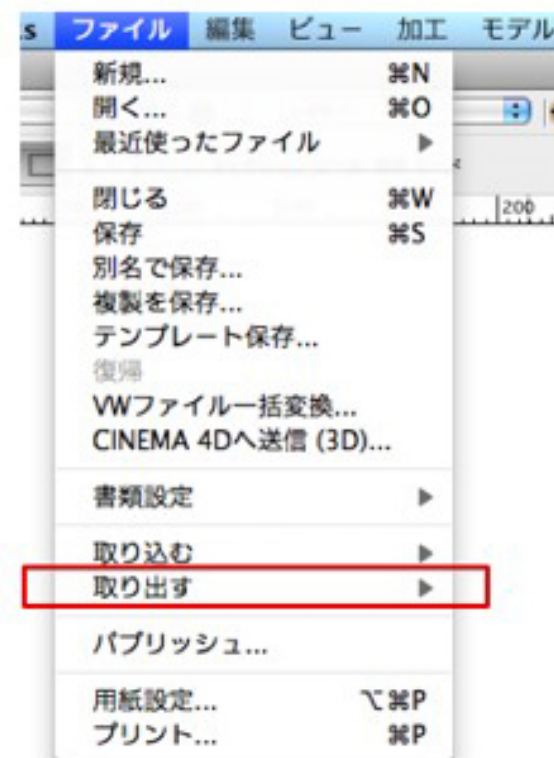 s ファイル 編集 ビュー 加工 モデル
新規... ⌘N
開く... ⌘O
最近使ったファイル ▶
閉じる ⌘W
200
保存 ⌘S
別名で保存...
複製を保存...
テンプレート保存...
復帰
VWファイル一括変換...
CINEMA 4Dへ送信 (3D)...
書類設定 ▶
取り込む ▶
取り出す ▶
パブリッシュ...
用紙設定... ⌥⌘P
プリント... ⌘P